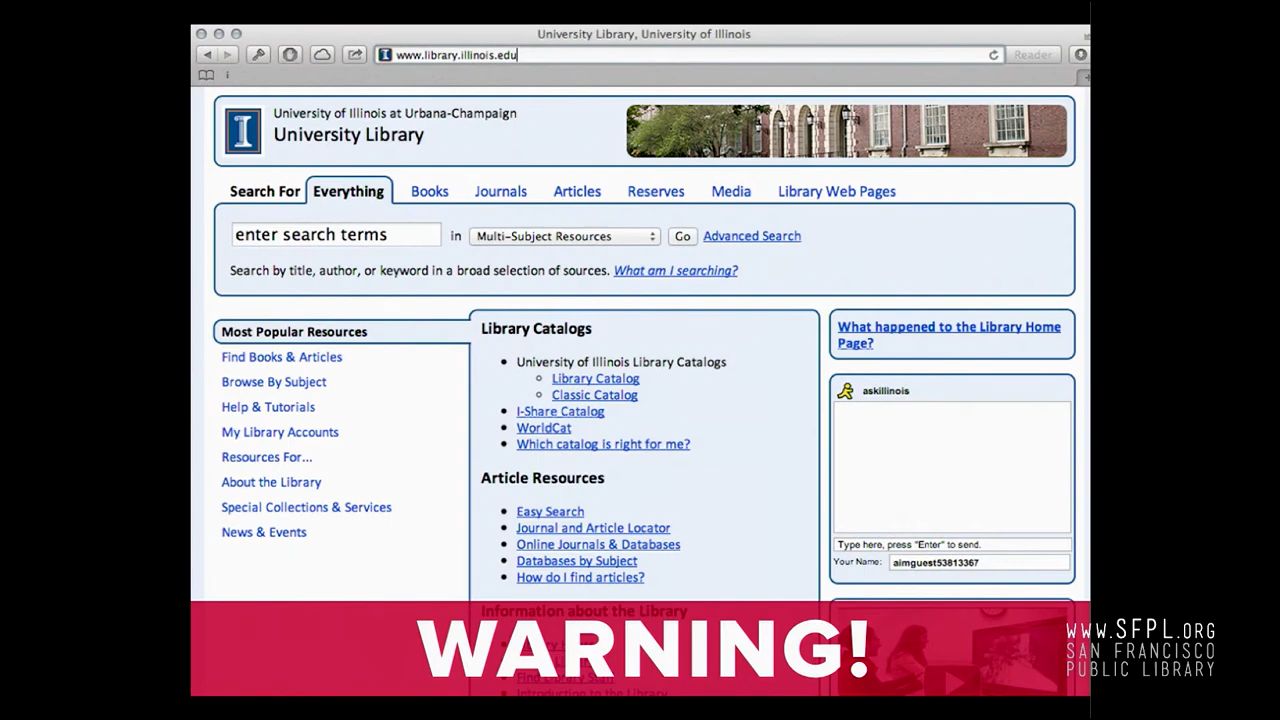 University Library, University of Illinois
www.library.illinois.edu
Reader
University of Illinois at Urbana-Champaign
University Library
Search For Everything Books Journals Articles Reserves Media Library Web Pages
enter search terms in Multi-Subject Resources Go Advanced Search
Search by title, author, or keyword in a broad selection of sources. What am I searching?
Most Popular Resources
Find Books & Articles
Browse By Subject
Help & Tutorials
My Library Accounts
Resources For...
About the Library
Special Collections & Services
News & Events
Library Catalogs
University of Illinois Library Catalogs
Library Catalog
Classic Catalog
I-Share Catalog
WorldCat
Which catalog is right for me?
Article Resources
Easy Search
Journal and Article Locator
Online Journals & Databases
Databases by Subject
How do I find articles?
Information about the Library
Introduction to the Library
What happened to the Library Home
Page?
askillinois
Type here, press "Enter" to send.
Your Name: aimguest53813367
WARNING!
WWW.SFPL.ORG
SAN FRANCISCO
PUBLIC LIBRARY